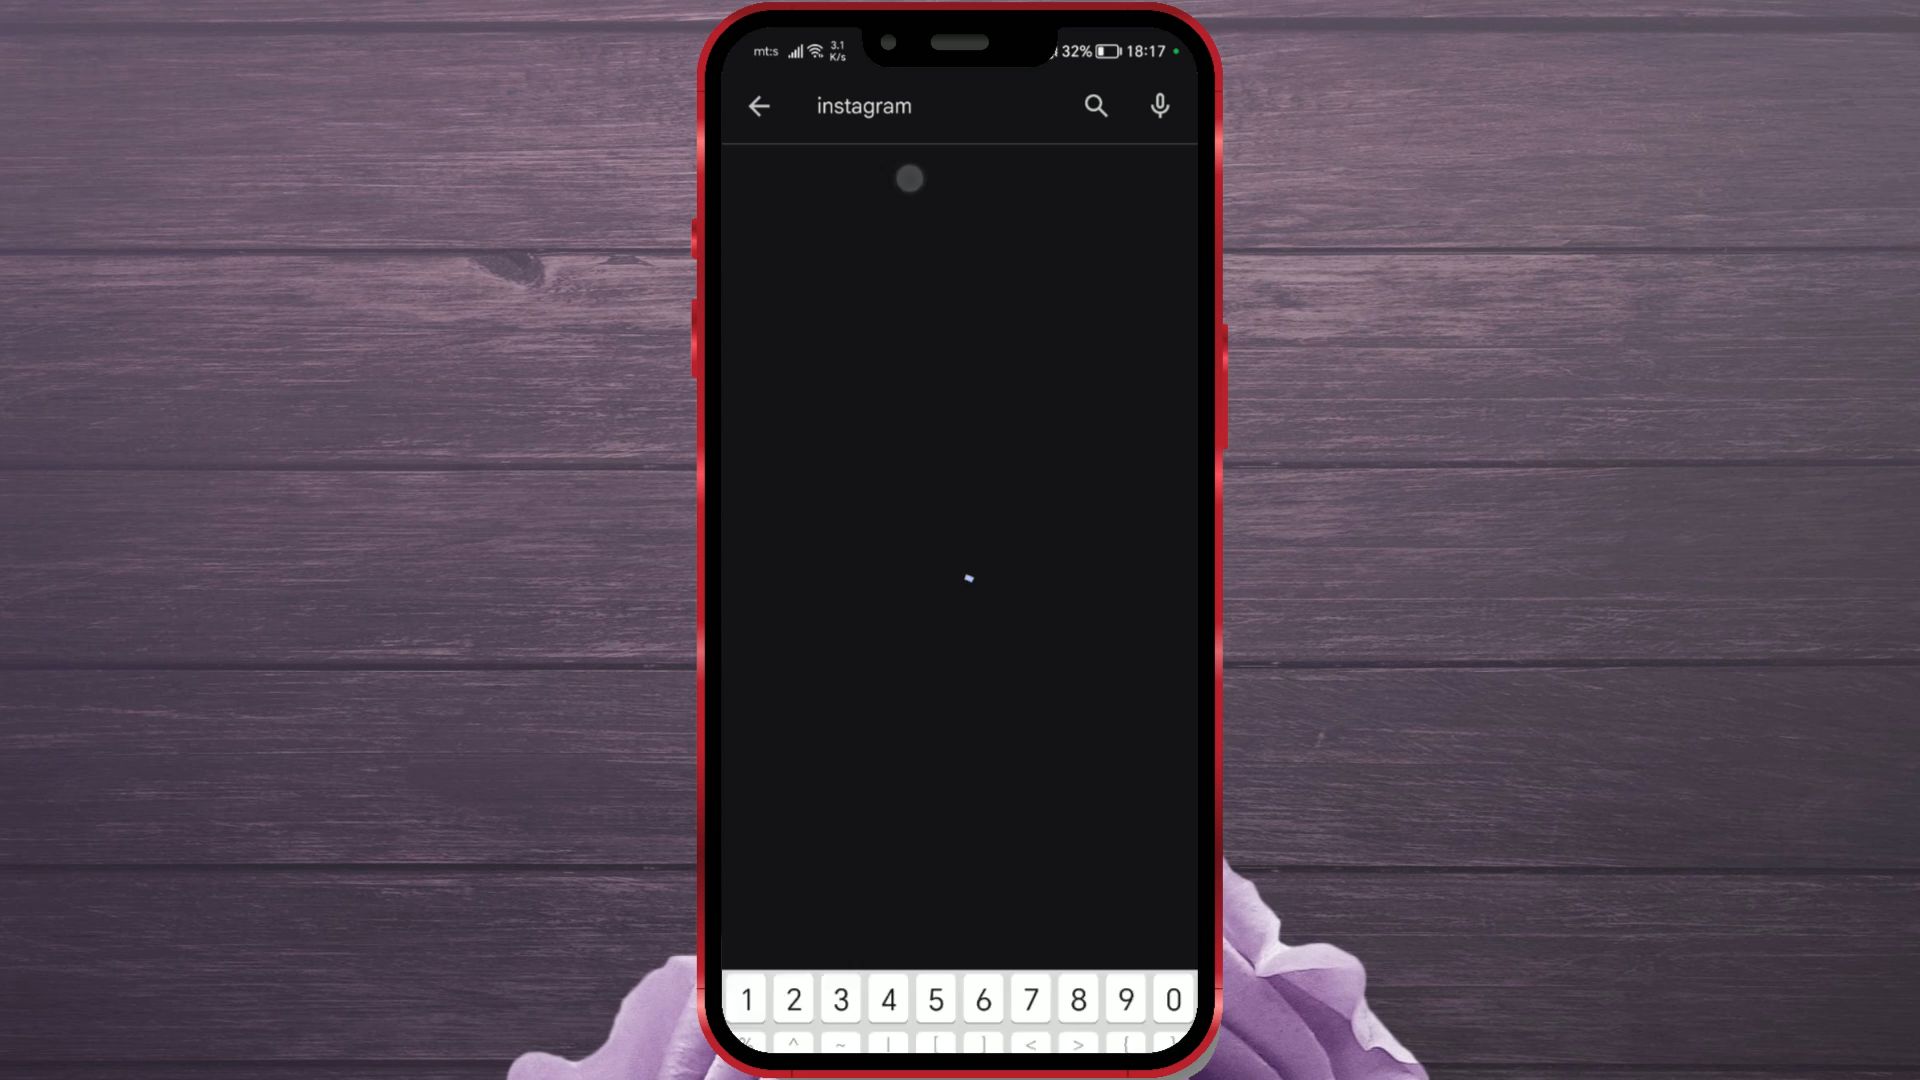 mt:s 3.1 K/s 32% 18:17
instagram
1 2 3 4 5 6 7 8 9 0
% ^ ~ | [ ] < > { }